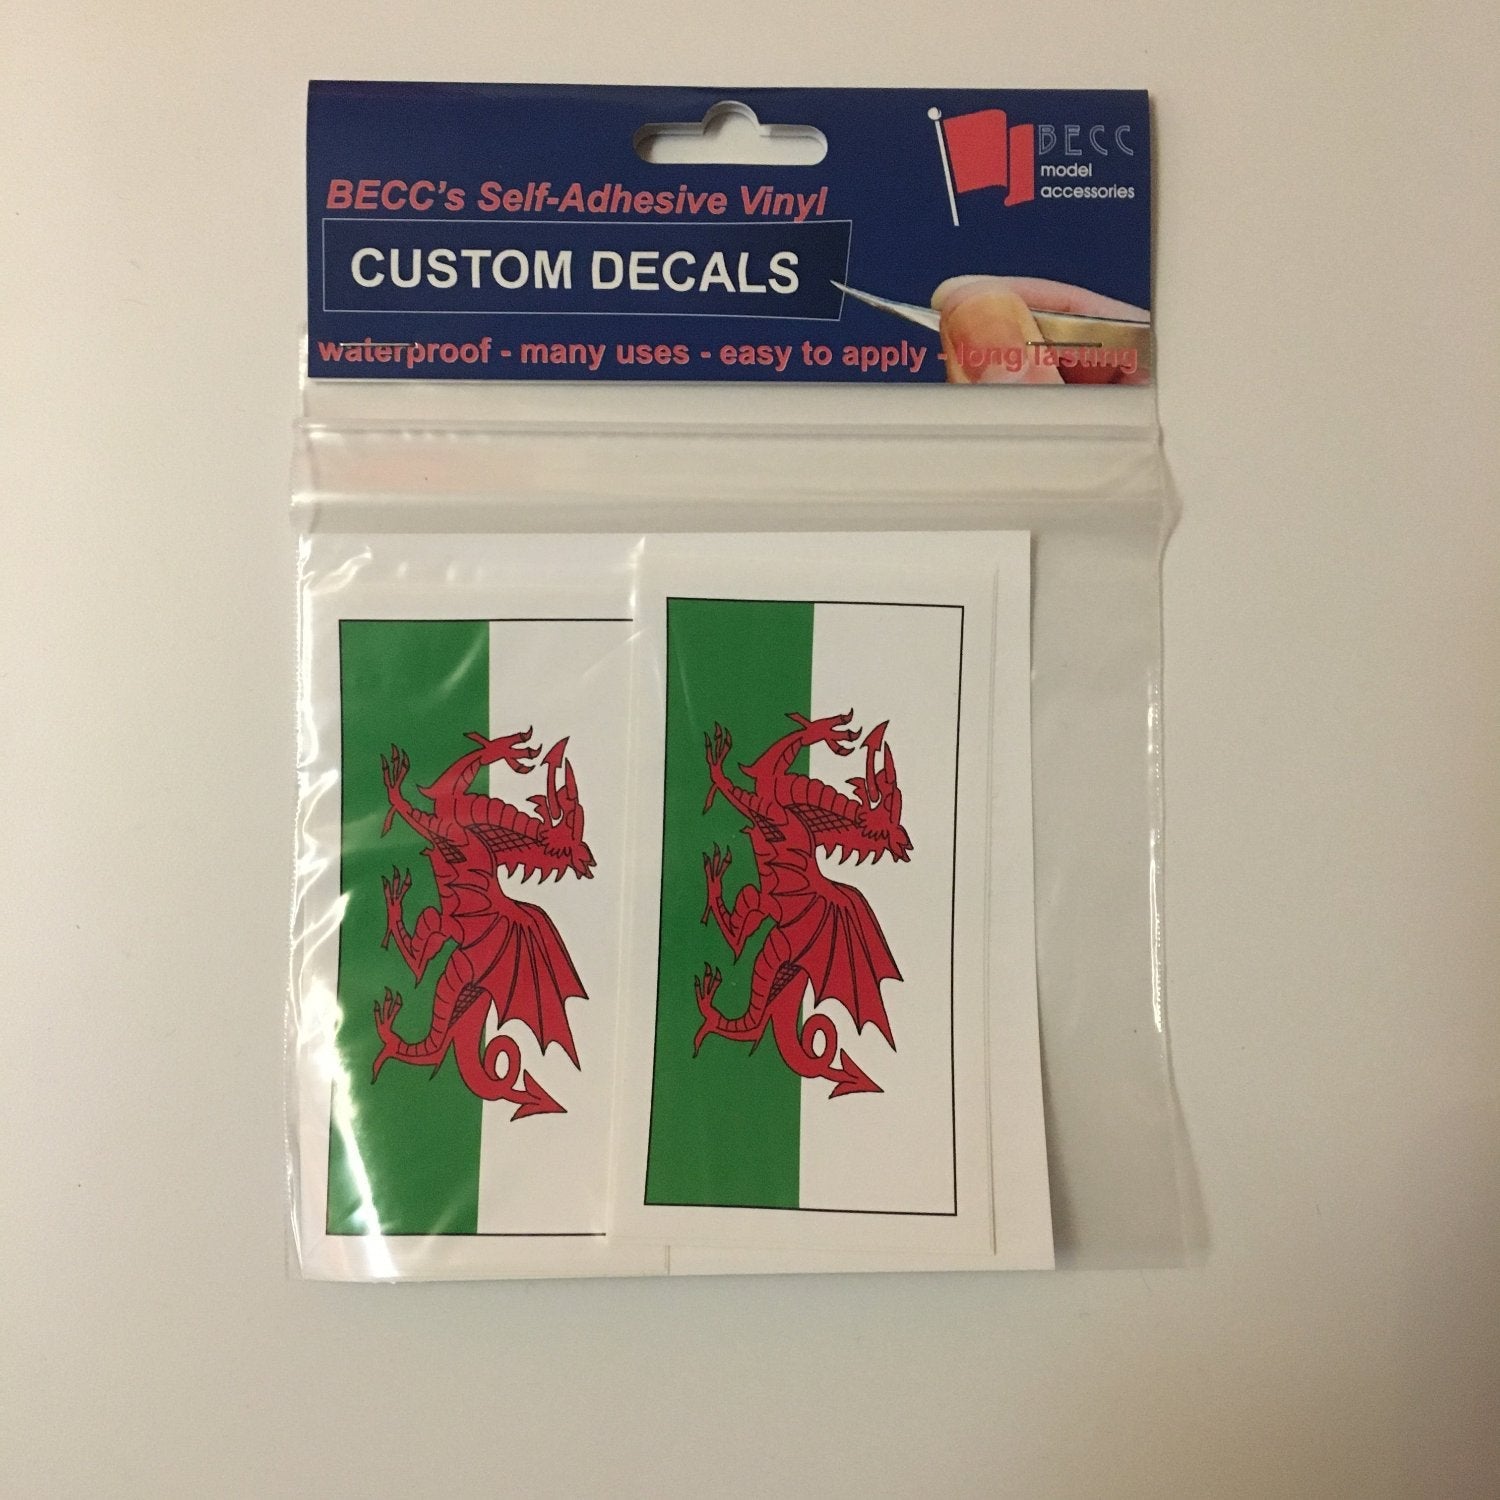 BECC
model
accessories
BECC's Self-Adhesive Vinyl
CUSTOM DECALS
waterproof - many uses - easy to apply - long lasting